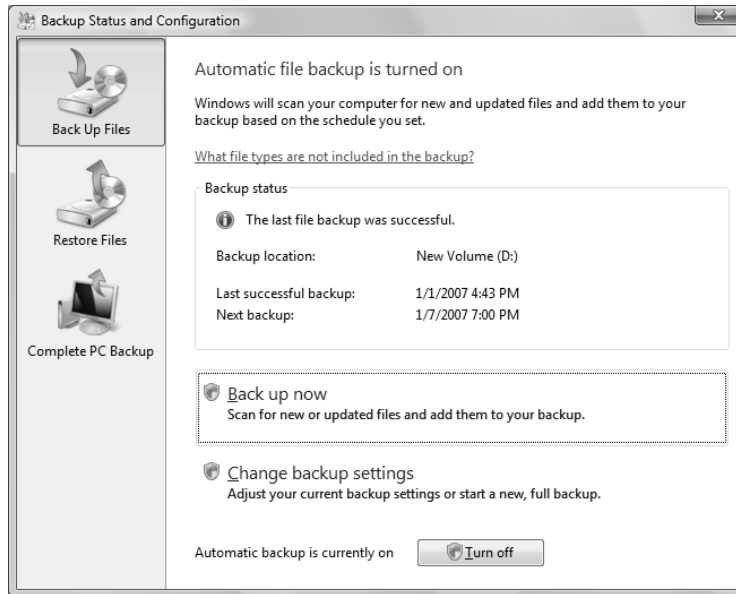 Backup Status and Configuration
Back Up Files
Restore Files
Complete PC Backup
Automatic file backup is turned on
Windows will scan your computer for new and updated files and add them to your
backup based on the schedule you set.
What file types are not included in the backup?
Backup status
The last file backup was successful.
Backup location: New Volume (D:)
Last successful backup: 1/1/2007 4:43 PM
Next backup: 1/7/2007 7:00 PM
Back up now
Scan for new or updated files and add them to your backup.
Change backup settings
Adjust your current backup settings or start a new, full backup.
Automatic backup is currently on Turn off